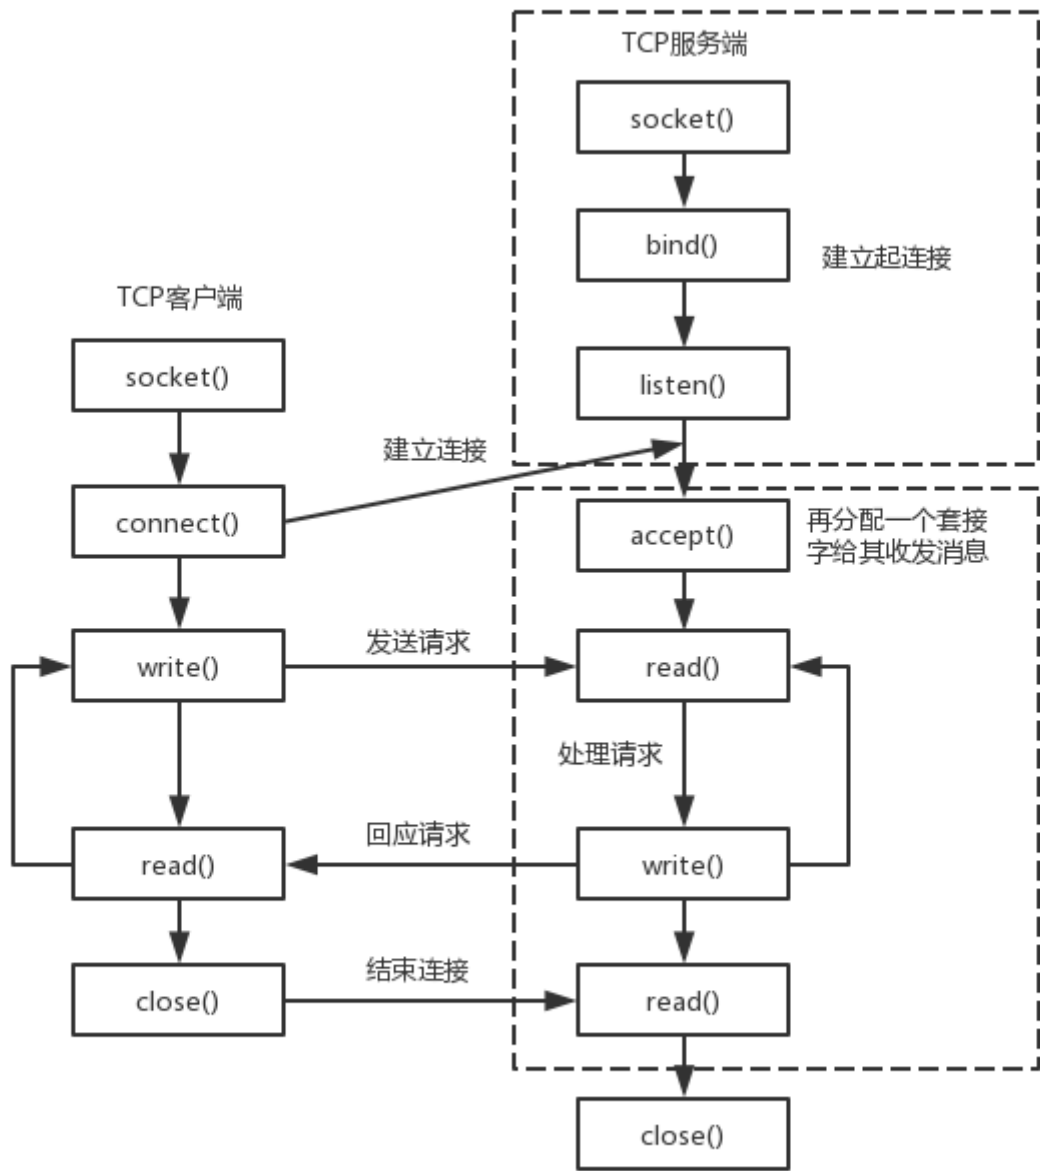 TCP服务端
socket()
bind()
建立起连接
TCP客户端
socket()
listen()
建立连接
connect()
accept()
再分配一个套接
字给其收发消息
write()
发送请求
read()
处理请求
read()
回应请求
write()
close()
结束连接
read()
close()